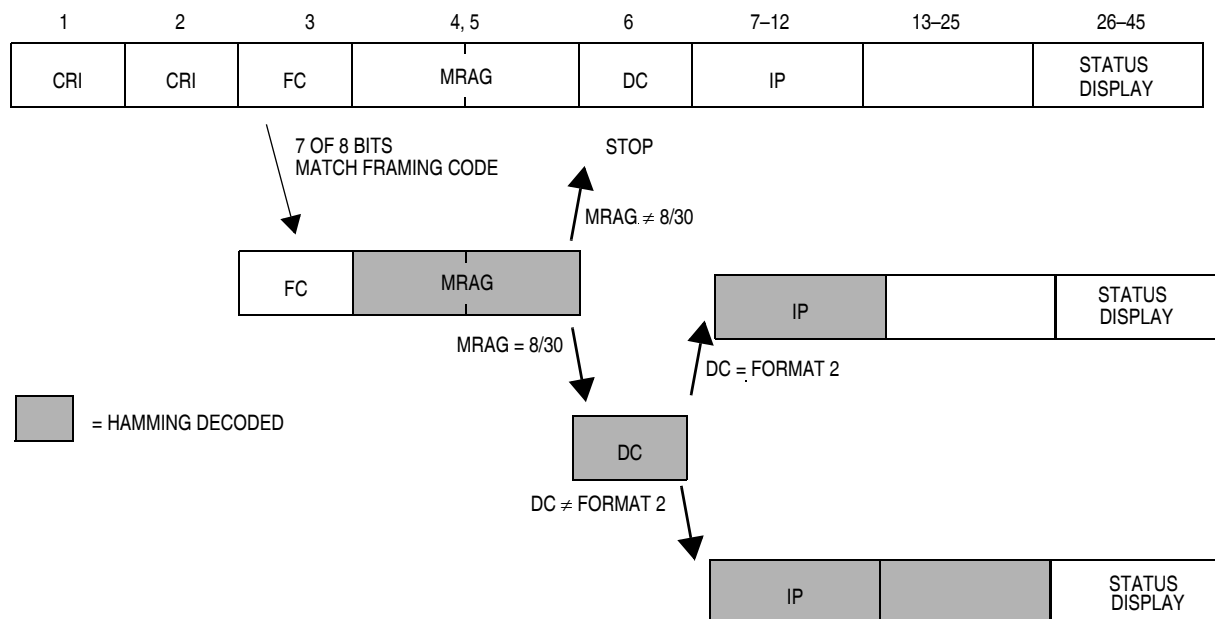 1 2 3 4, 5 6 7–12 13–25 26–45
CRI CRI FC MRAG DC IP STATUS
DISPLAY
7 OF 8 BITS
MATCH FRAMING CODE
STOP
MRAG ≠ 8/30
FC MRAG
IP STATUS
DISPLAY
MRAG = 8/30
DC = FORMAT 2
= HAMMING DECODED
DC
DC ≠ FORMAT 2
IP STATUS
DISPLAY